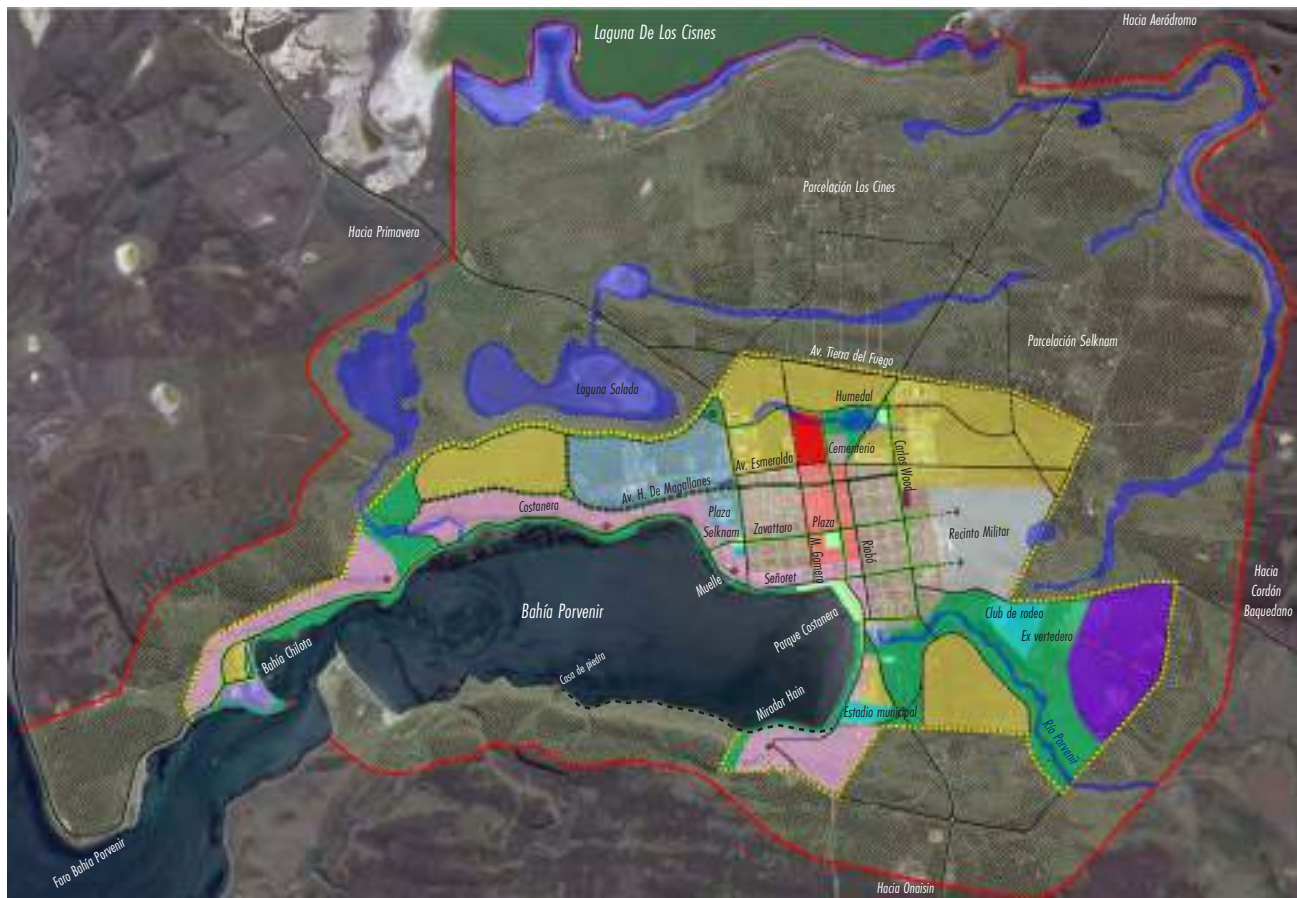 Hacia Aeródromo
Laguna De Los Cisnes
Parcelación Los Cines
Hacia Primavera
Parcelación Selknam
Av. Tierra del Fuego
Laguna Salada
Humedal
Cementerio
Carlos Wood
Av. Esmeralda
Av. H. De Magallanes
Costanera
Plaza
Selknam
Zavattaro
Plaza
M. Gamero
Riobó
Recinto Militar
Muelle
Señoret
Hacia
Cordón
Baquedano
Bahía Porvenir
Parque Costanera
Club de rodeo
Ex vertedero
Bahía Chilota
Casa de piedra
Mirador Hain
Estadio municipal
Río Porvenir
Faro Bahía Porvenir
Hacia Onaisin